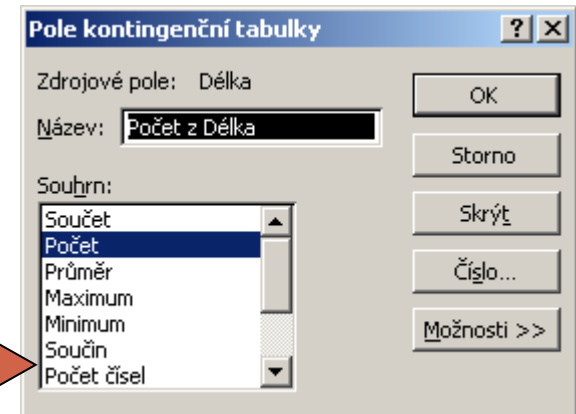 Pole kontingenční tabulky
Zdrojové pole: Délka
Název: Počet z Délka
Souhrn:
Součet
Počet
Průměr
Maximum
Minimum
Součin
Počet čísel
OK
Storno
Skrýt
Číslo...
Možnosti >>